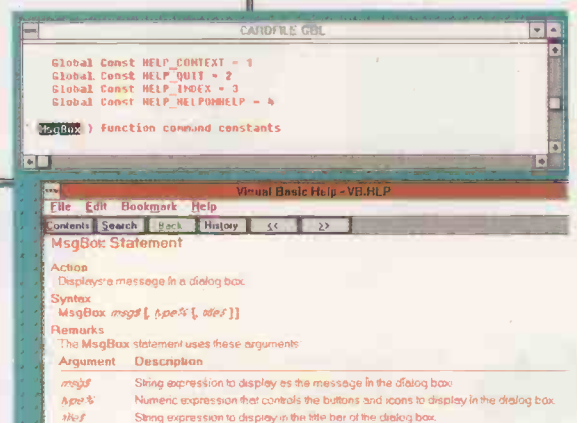 CARDFILE.GBL
Global Const HELP_CONTEXT = 1
Global Const HELP_QUIT = 2
Global Const HELP_INDEX = 3
Global Const HELP_HELPONHELP = 4
' MsgBox() function command constants
Visual Basic Help - VB.HLP
File Edit Bookmark Help
Contents Search Back History << >>
MsgBox Statement
Action
Displays a message in a dialog box.
Syntax
MsgBox msg$ [, type% [, title$ ]]
Remarks
The MsgBox statement uses these arguments
Argument Description
msg$ String expression to display as the message in the dialog box
type% Numeric expression that controls the buttons and icons to display in the dialog box.
title$ String expression to display in the title bar of the dialog box.